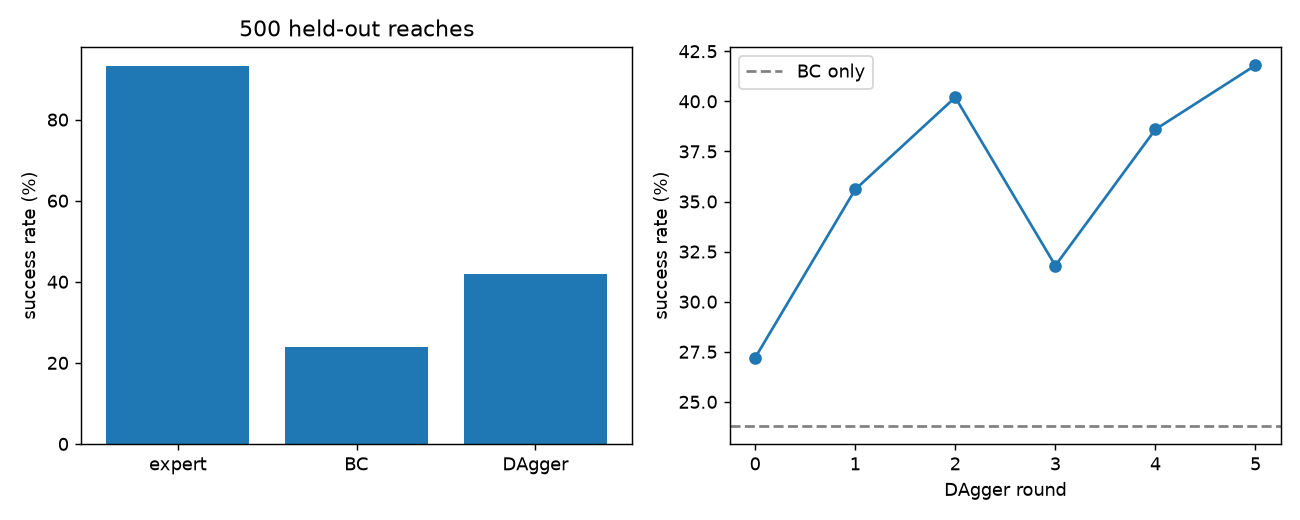 500 held-out reaches
success rate (%)
80
60
40
20
0
expert
BC
DAgger
BC only
success rate (%)
42.5
40.0
37.5
35.0
32.5
30.0
27.5
25.0
0
1
2
3
4
5
DAgger round